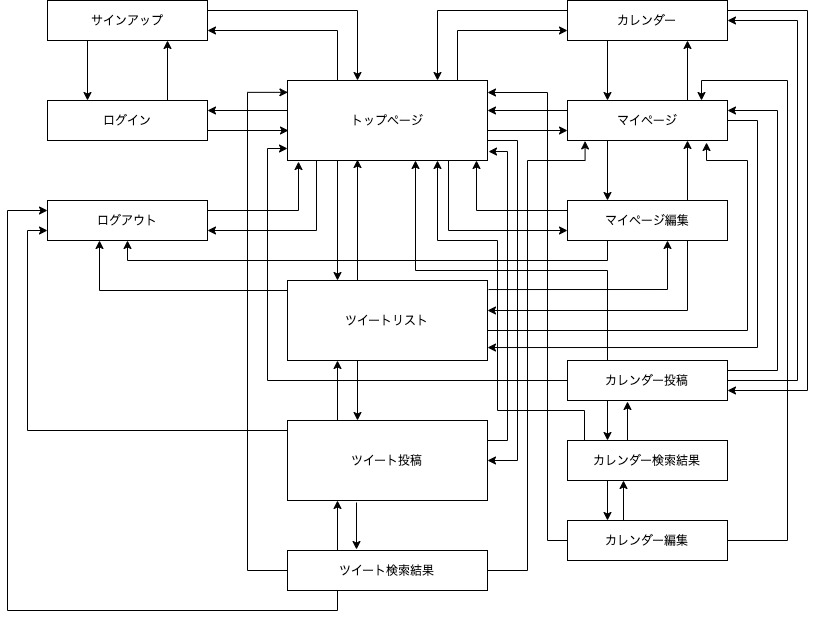 サインアップ
カレンダー
ログイン
トップページ
マイページ
ログアウト
マイページ編集
ツイートリスト
カレンダー投稿
ツイート投稿
カレンダー検索結果
カレンダー編集
ツイート検索結果